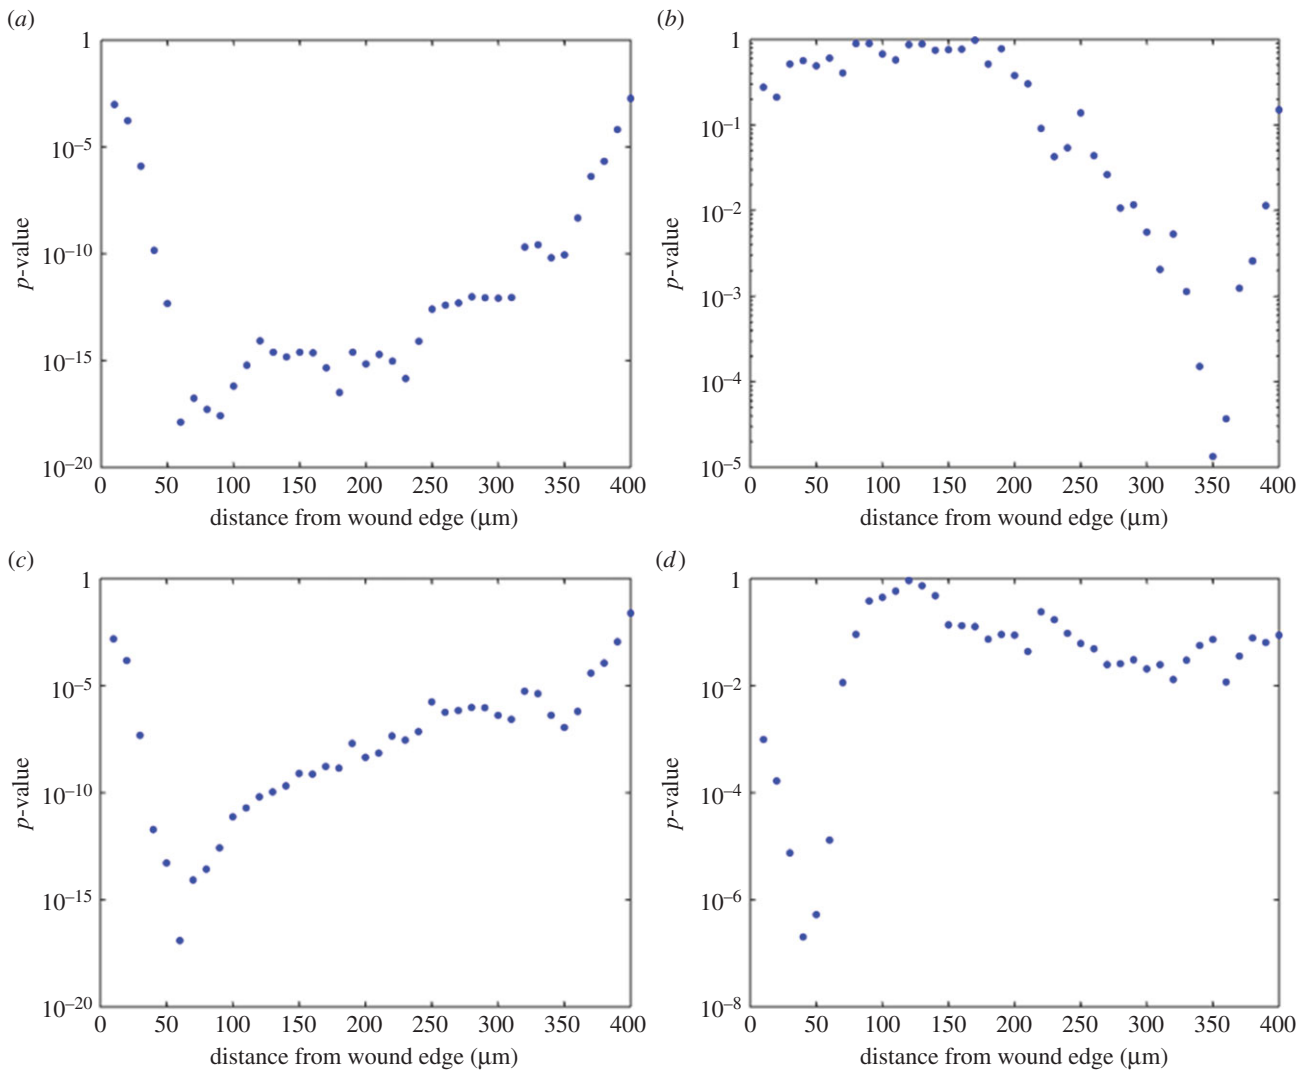 (a)
1
10⁻⁵
10⁻¹⁰
10⁻¹⁵
10⁻²⁰
p-value
0 50 100 150 200 250 300 350 400
distance from wound edge (µm)
(b)
1
10⁻¹
10⁻²
10⁻³
10⁻⁴
10⁻⁵
p-value
0 50 100 150 200 250 300 350 400
distance from wound edge (µm)
(c)
1
10⁻⁵
10⁻¹⁰
10⁻¹⁵
10⁻²⁰
p-value
0 50 100 150 200 250 300 350 400
distance from wound edge (µm)
(d)
1
10⁻²
10⁻⁴
10⁻⁶
10⁻⁸
p-value
0 50 100 150 200 250 300 350 400
distance from wound edge (µm)